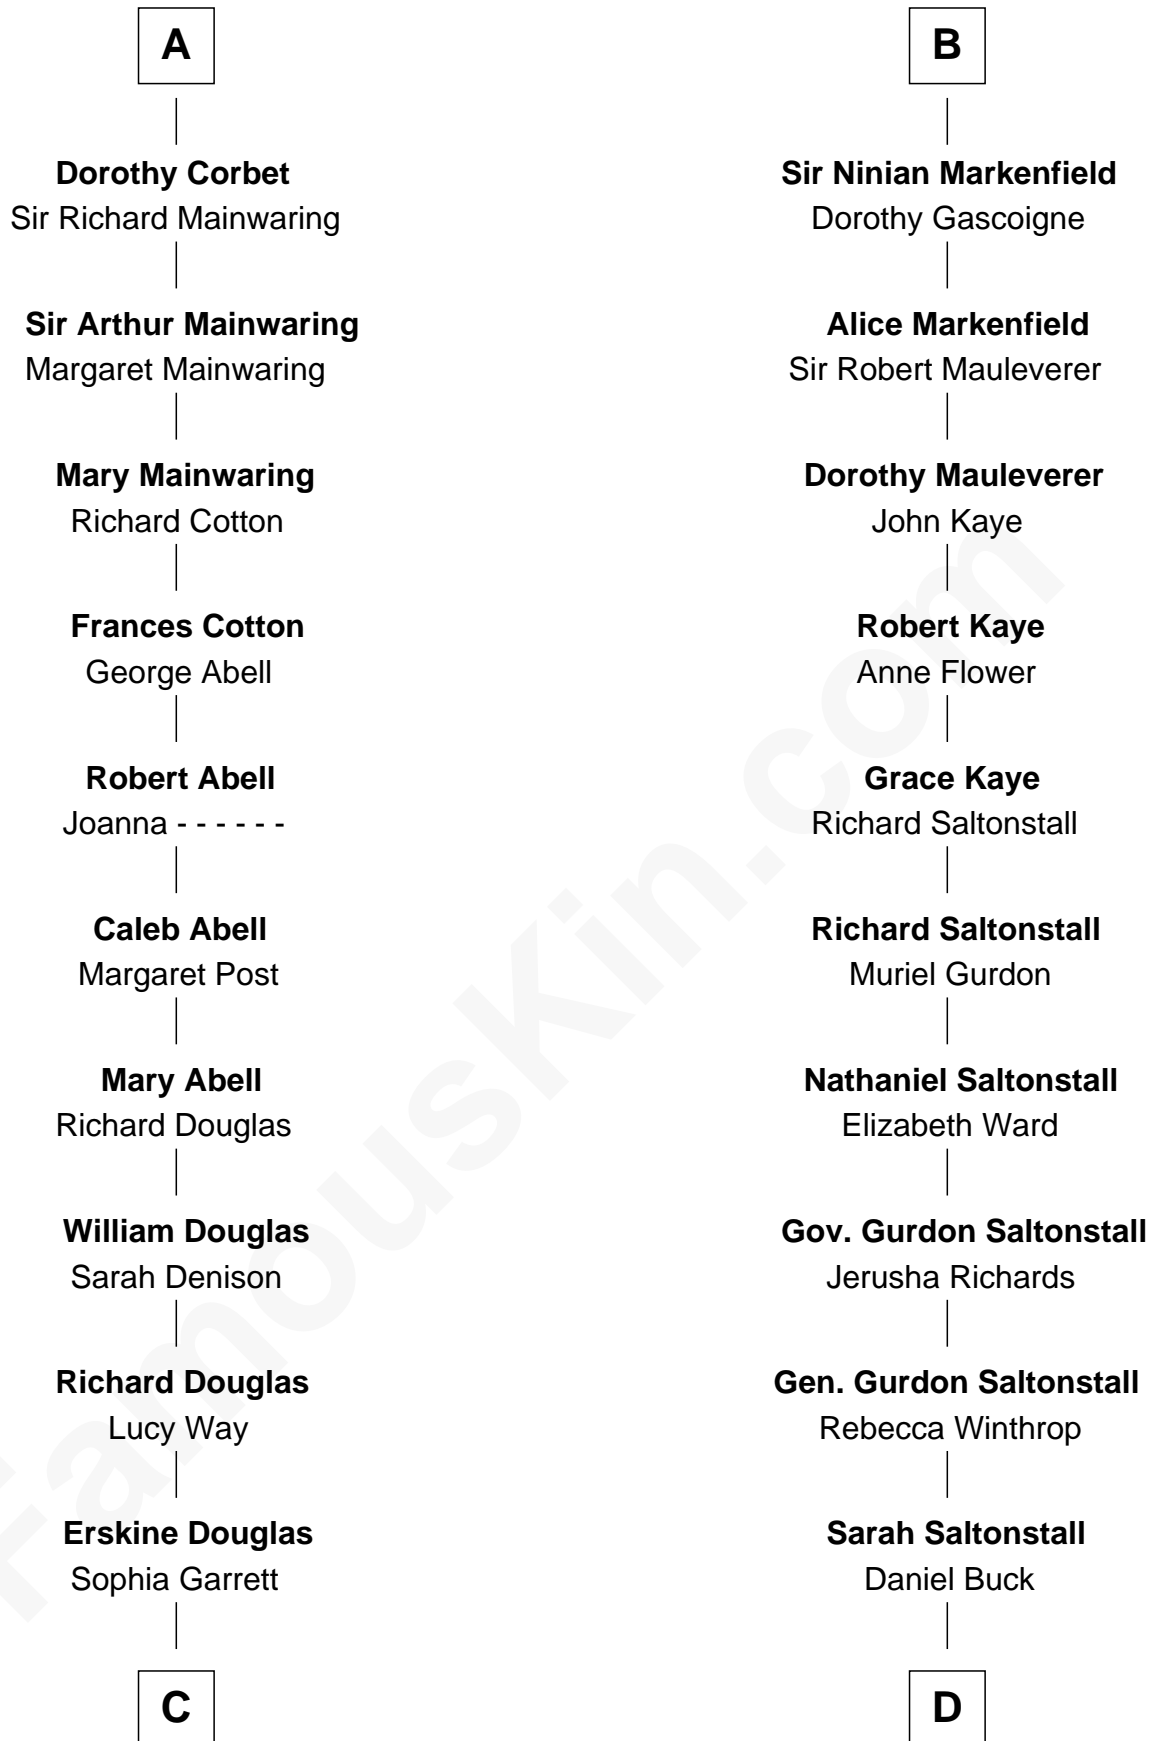 A
Dorothy Corbet
Sir Richard Mainwaring
Sir Arthur Mainwaring
Margaret Mainwaring
Mary Mainwaring
Richard Cotton
Frances Cotton
George Abell
Robert Abell
Joanna - - - - - -
Caleb Abell
Margaret Post
Mary Abell
Richard Douglas
William Douglas
Sarah Denison
Richard Douglas
Lucy Way
Erskine Douglas
Sophia Garrett
C
B
Sir Ninian Markenfield
Dorothy Gascoigne
Alice Markenfield
Sir Robert Mauleverer
Dorothy Mauleverer
John Kaye
Robert Kaye
Anne Flower
Grace Kaye
Richard Saltonstall
Richard Saltonstall
Muriel Gurdon
Nathaniel Saltonstall
Elizabeth Ward
Gov. Gurdon Saltonstall
Jerusha Richards
Gen. Gurdon Saltonstall
Rebecca Winthrop
Sarah Saltonstall
Daniel Buck
D
FamousKin.com